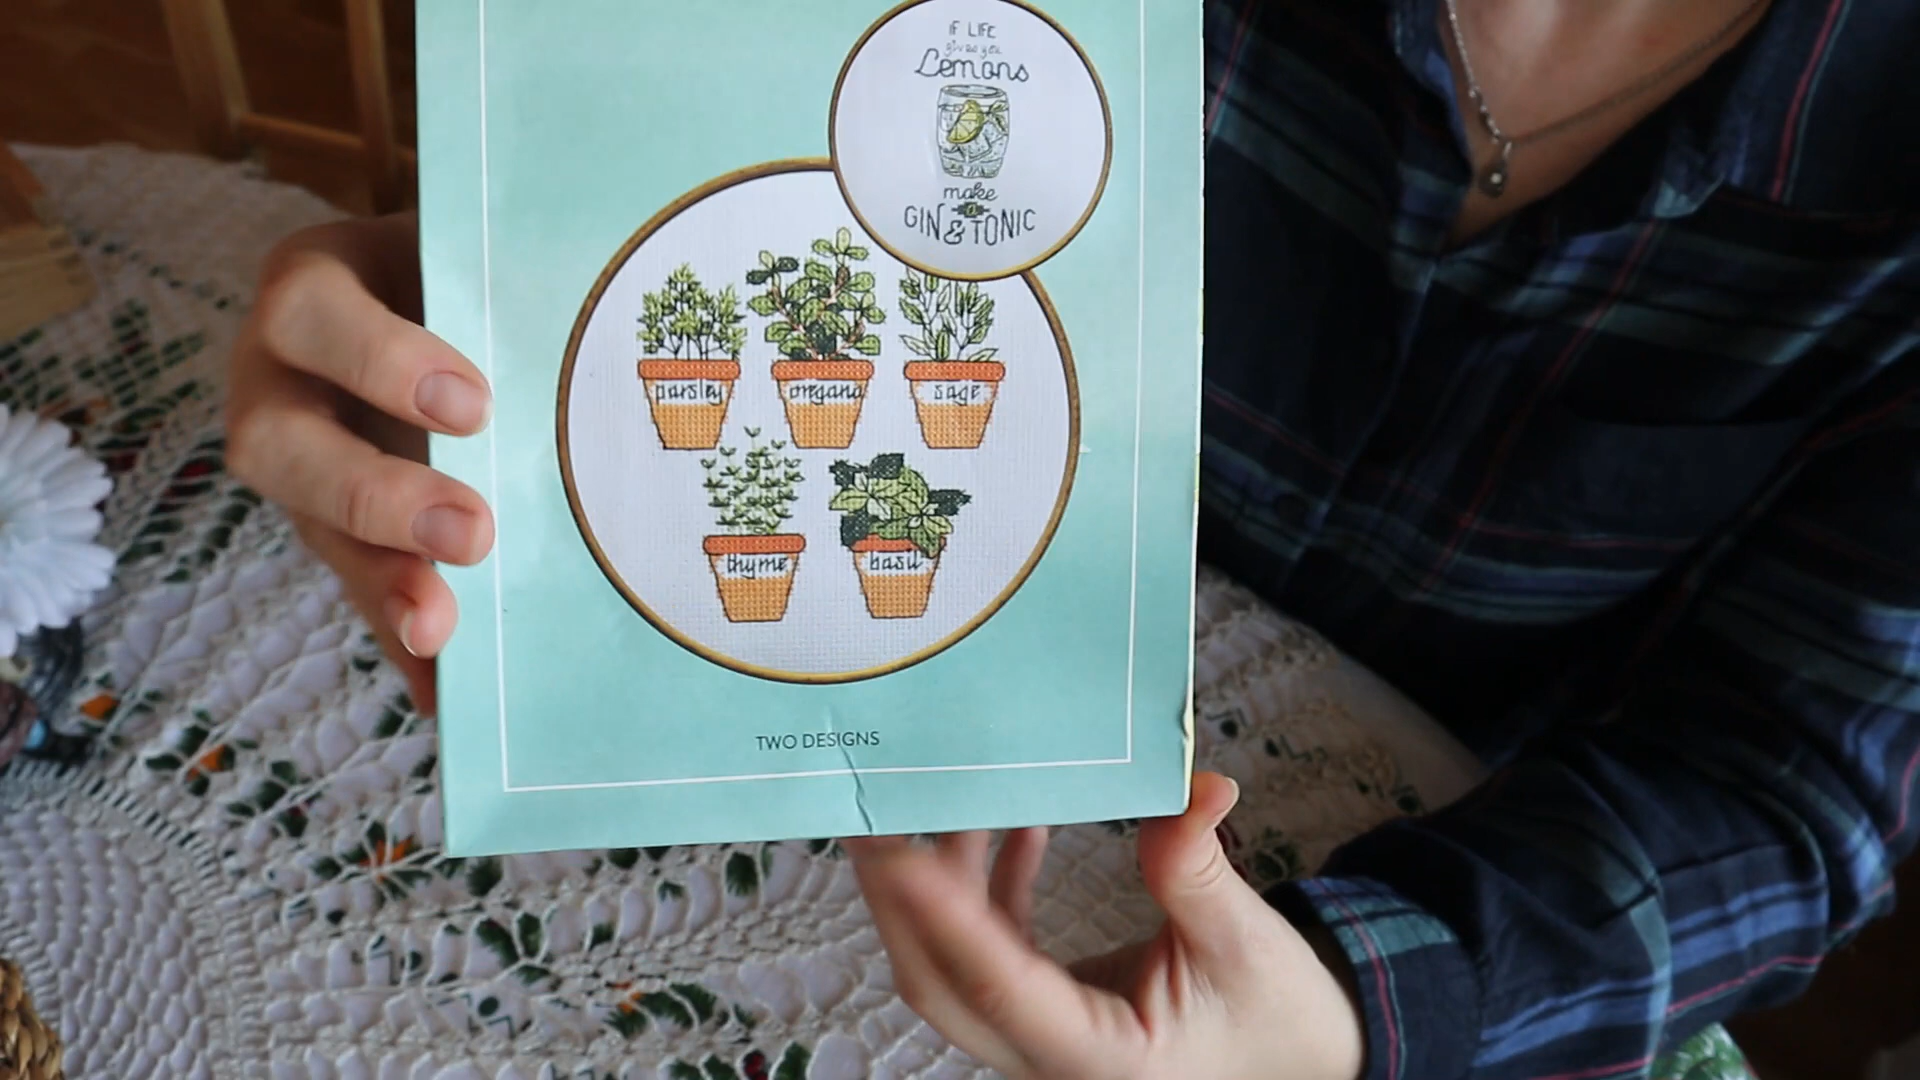 IF LIFE
gives you
Lemons
make
a
GIN & TONIC
parsley
oregano
sage
thyme
basil
TWO DESIGNS